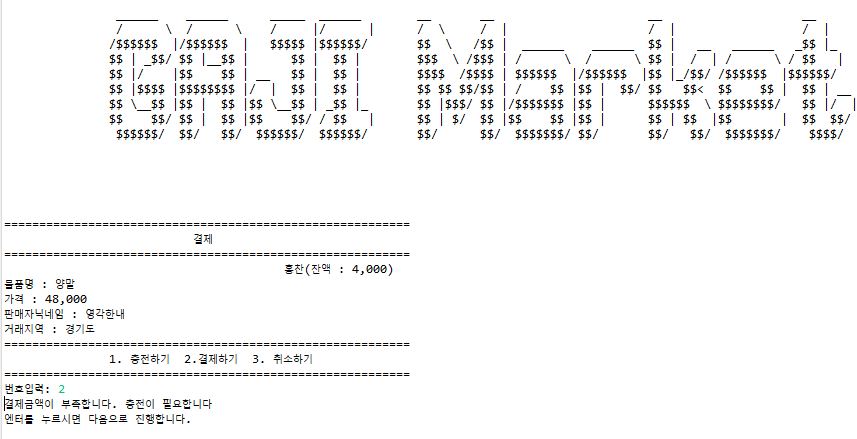 GAJI Market
==========================================================
결제
==========================================================
홍찬(잔액 : 4,000)
물품명 : 양말
가격 : 48,000
판매자닉네임 : 영각한내
거래지역 : 경기도
==========================================================
1. 충전하기 2.결제하기 3. 취소하기
==========================================================
번호입력: 2
결제금액이 부족합니다. 충전이 필요합니다
엔터를 누르시면 다음으로 진행합니다.